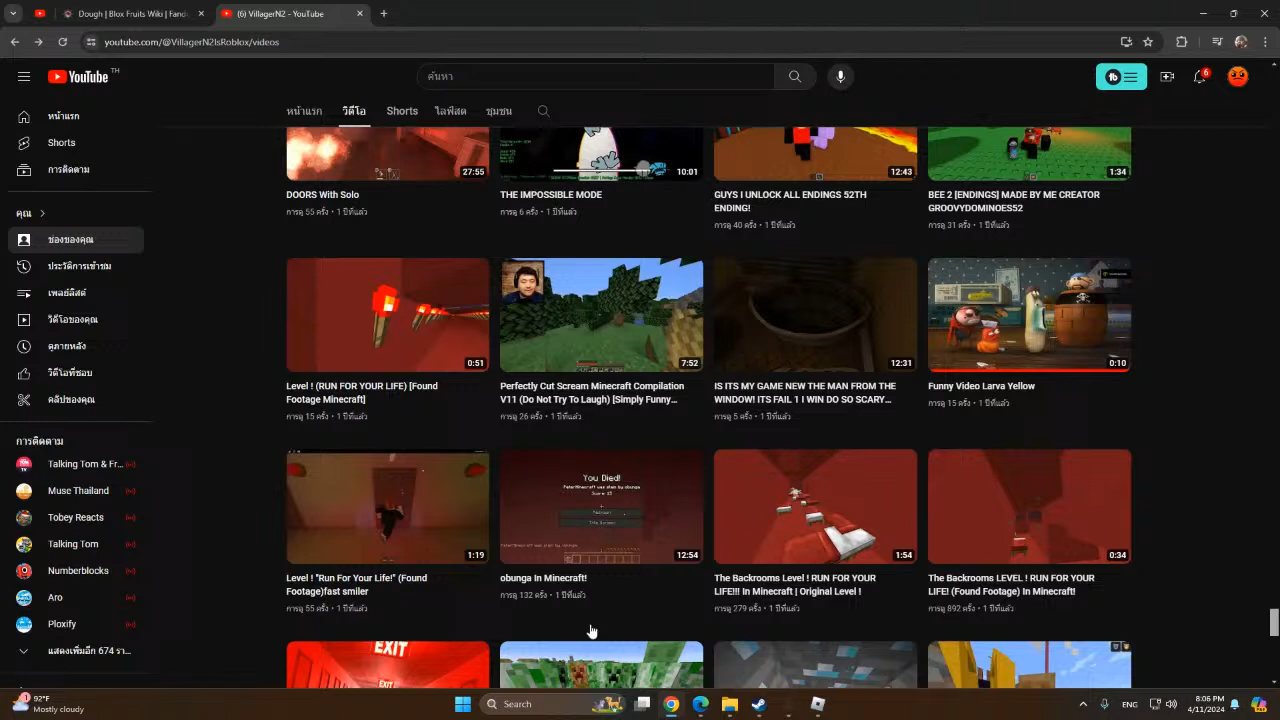 Dough | Blox Fruits Wiki | Fand
(6) VillagerN2 - YouTube
youtube.com/@VillagerN2IsRoblox/videos
YouTube TH
ค้นหา
6
หน้าแรก
วิดีโอ
Shorts
ไลฟ์สด
ชุมชน
หน้าแรก
Shorts
การติดตาม
คุณ
ช่องของคุณ
ประวัติการเข้าชม
เพลย์ลิสต์
วิดีโอของคุณ
ดูภายหลัง
วิดีโอที่ชอบ
คลิปของคุณ
การติดตาม
Talking Tom & Fr...
Muse Thailand
Tobey Reacts
Talking Tom
Numberblocks
Aro
Ploxify
แสดงเพิ่มอีก 674 รา...
27:55
DOORS With Solo
การดู 55 ครั้ง • 1 ปีที่แล้ว
10:01
THE IMPOSSIBLE MODE
การดู 6 ครั้ง • 1 ปีที่แล้ว
12:43
GUYS I UNLOCK ALL ENDINGS 52TH
ENDING!
การดู 40 ครั้ง • 1 ปีที่แล้ว
1:34
BEE 2 [ENDINGS] MADE BY ME CREATOR
GROOVYDOMINOES52
การดู 31 ครั้ง • 1 ปีที่แล้ว
0:51
Level ! (RUN FOR YOUR LIFE) [Found
Footage Minecraft]
การดู 15 ครั้ง • 1 ปีที่แล้ว
7:52
Perfectly Cut Scream Minecraft Compilation
V11 (Do Not Try To Laugh) [Simply Funny...
การดู 26 ครั้ง • 1 ปีที่แล้ว
12:31
IS ITS MY GAME NEW THE MAN FROM THE
WINDOW! ITS FAIL 1 I WIN DO SO SCARY...
การดู 5 ครั้ง • 1 ปีที่แล้ว
0:10
Funny Video Larva Yellow
การดู 15 ครั้ง • 1 ปีที่แล้ว
1:19
Level ! "Run For Your Life!" (Found
Footage)fast smiler
การดู 55 ครั้ง • 1 ปีที่แล้ว
You Died!
12:54
obunga In Minecraft!
การดู 132 ครั้ง • 1 ปีที่แล้ว
1:54
The Backrooms Level ! RUN FOR YOUR
LIFE!!! In Minecraft | Original Level !
การดู 279 ครั้ง • 1 ปีที่แล้ว
0:34
The Backrooms LEVEL ! RUN FOR YOUR
LIFE! (Found Footage) In Minecraft!
การดู 892 ครั้ง • 1 ปีที่แล้ว
EXIT
EXIT
92°F
Mostly cloudy
Search
ENG
8:06 PM
4/11/2024